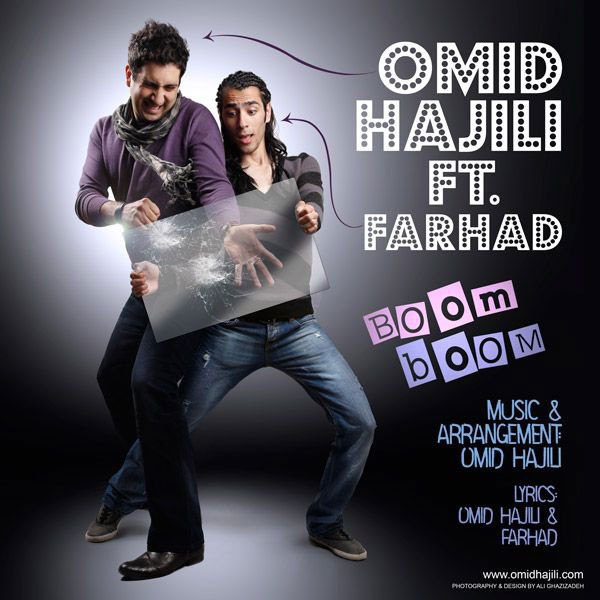 OMID
HAJILI
FT.
FARHAD
BOOm
bOOM
MUSIC &
ARRANGEMENT:
OMID HAJILI
LYRICS:
OMID HAJILI &
FARHAD
www.omidhajili.com
PHOTOGRAPHY & DESIGN BY ALI GHAZIZADEH